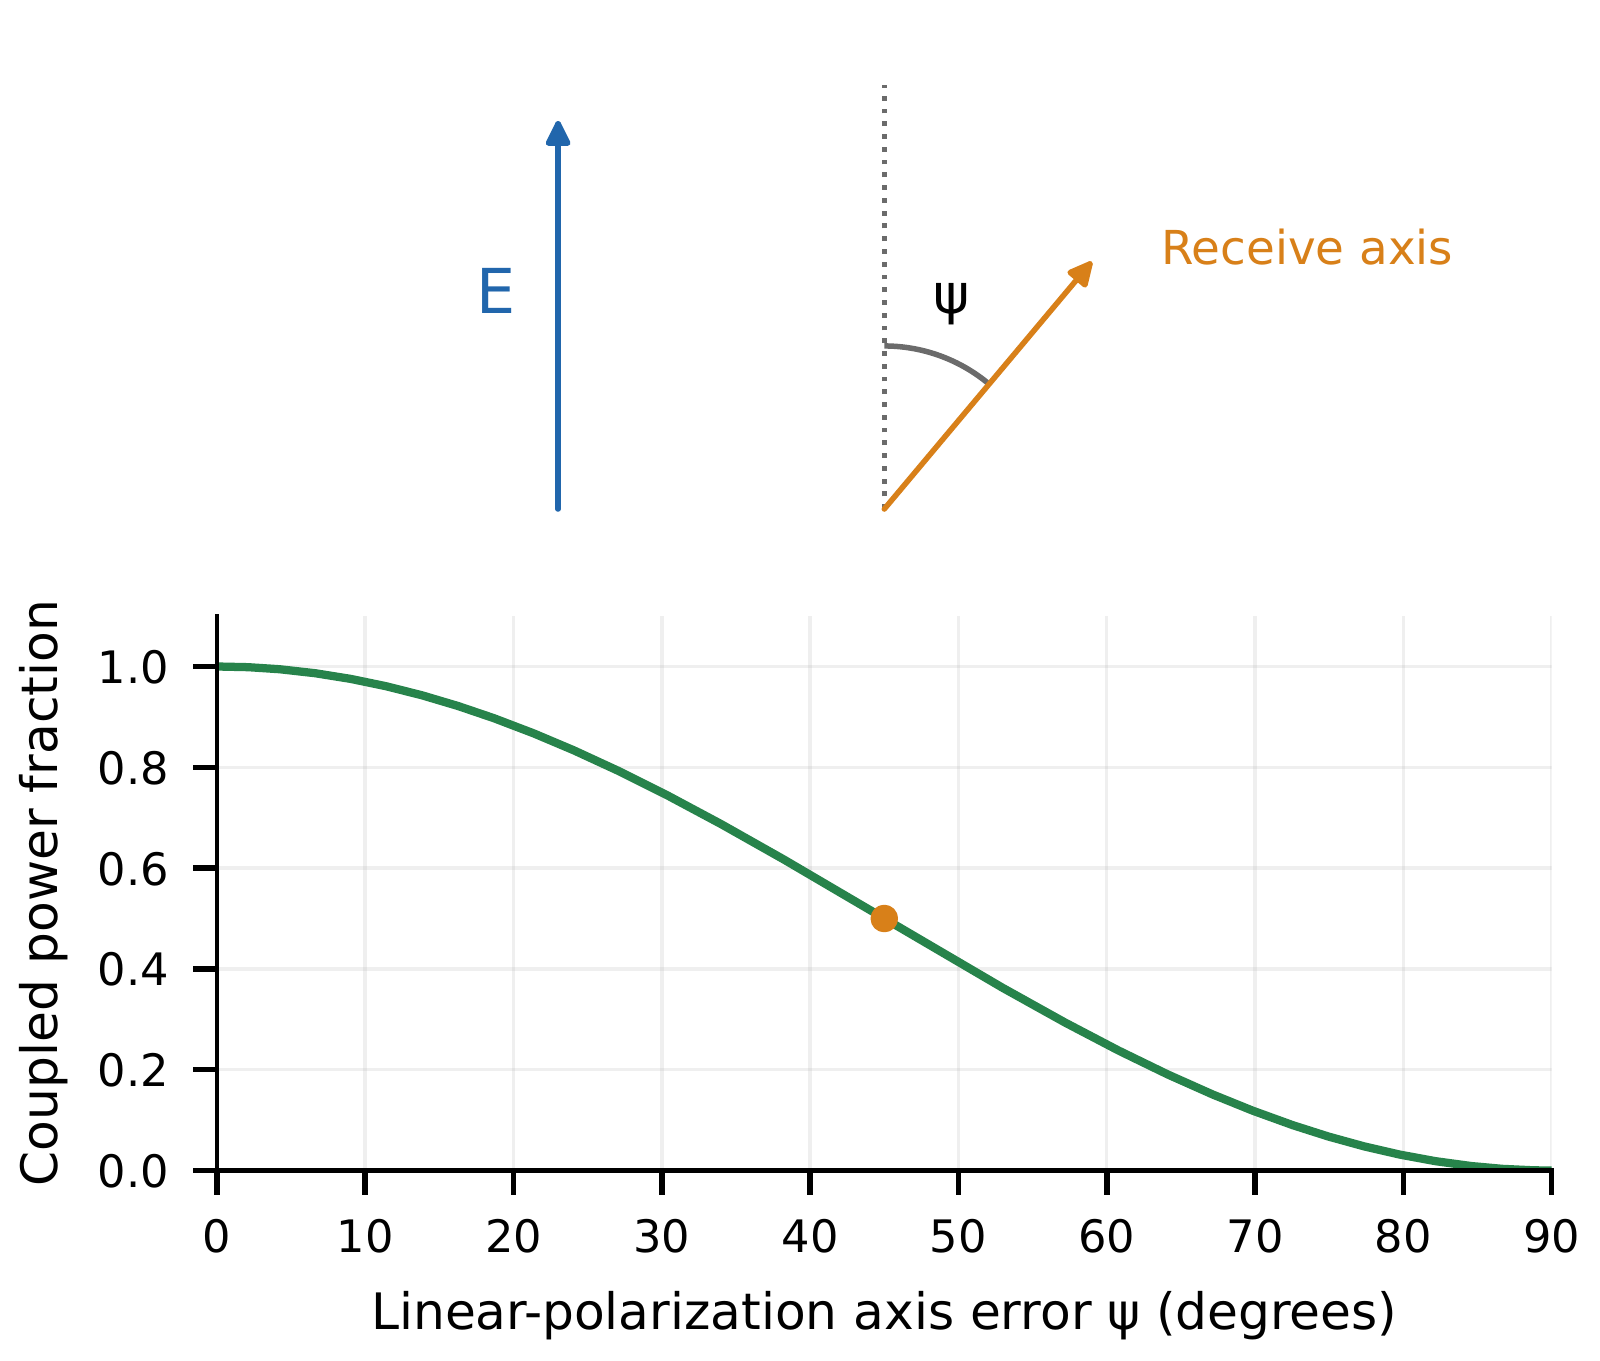 E
ψ
Receive axis
Coupled power fraction
1.0
0.8
0.6
0.4
0.2
0.0
0 10 20 30 40 50 60 70 80 90
Linear-polarization axis error ψ (degrees)